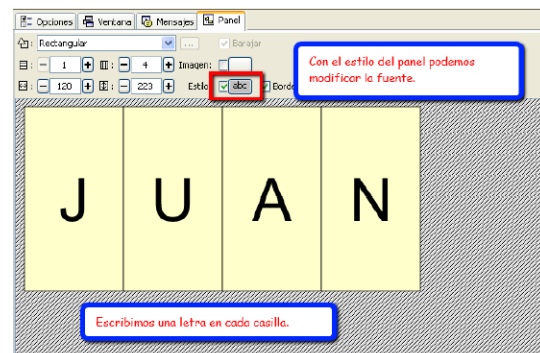 Opciones Ventana Mensajes Panel
Rectangular ... Barajar
1 4 Imagen:
120 223 Estilo abc Borde
Con el estilo del panel podemos
modificar la fuente.
J U A N
Escribimos una letra en cada casilla.